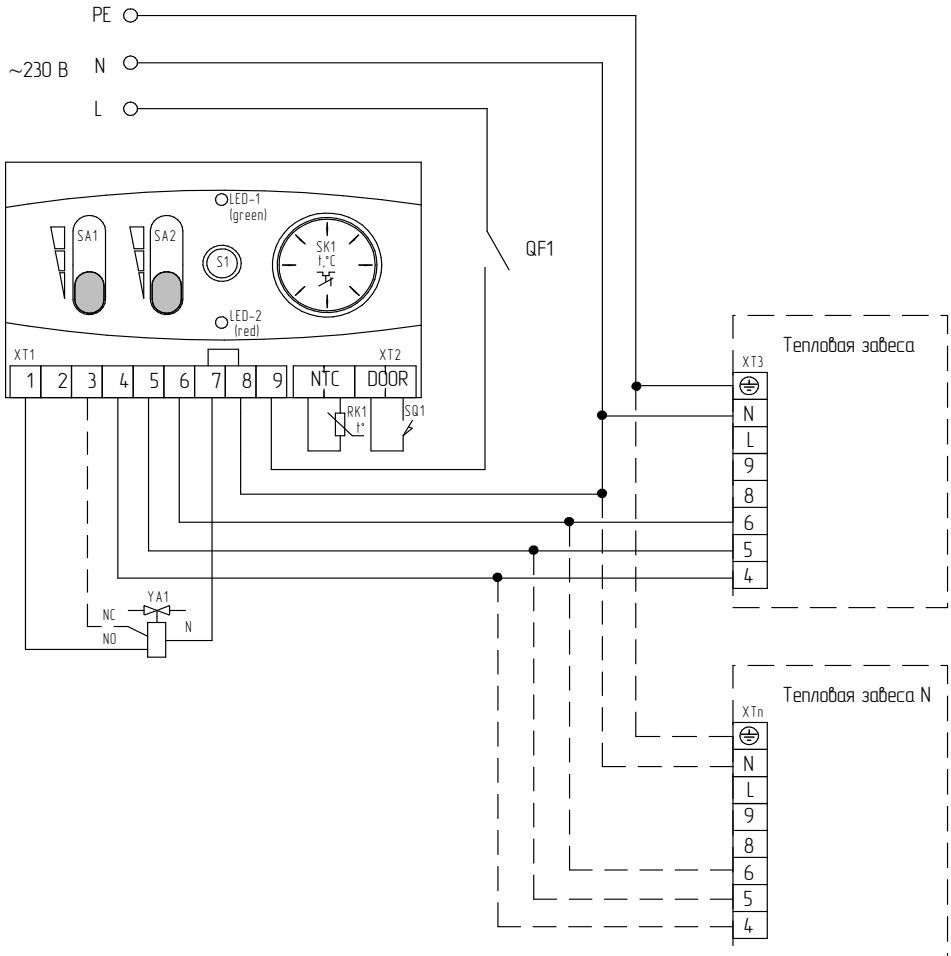 PE
~230 В
N
L
LED-1
(green)
SA1
SA2
S1
SK1
t,°C
QF1
LED-2
(red)
XT1
XT2
1 2 3 4 5 6 7 8 9 NTC DOOR
RK1
t°
SQ1
Тепловая завеса
XT3
N
L
9
8
6
5
4
YA1
NC
NO
N
Тепловая завеса N
XTn
N
L
9
8
6
5
4